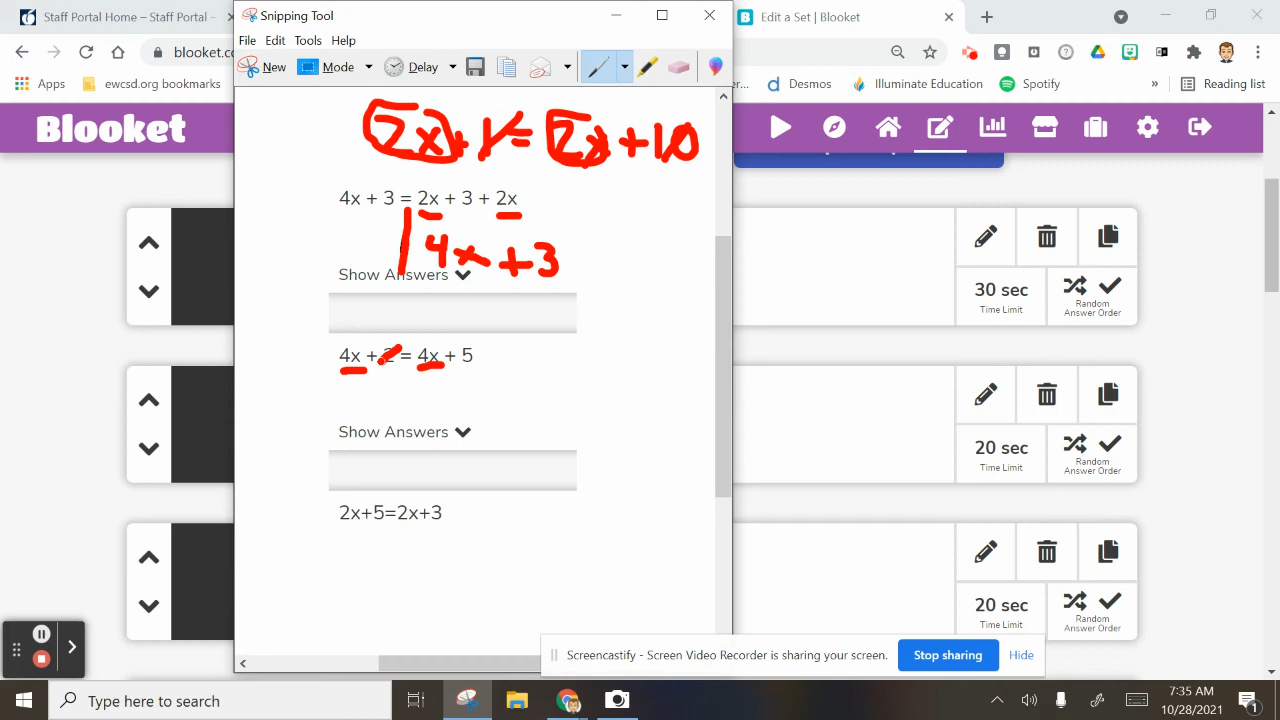 Staff Portal Home
Staff Portal -
Snipping Tool
Edit a Set | Blooket
File Edit Tools Help
blooket.co
New Mode Delay
Apps
ewcsd.org bookmarks
Desmos
Illuminate Education
Spotify
»
Reading list
Blooket
2x + 1 = 2x + 10
4x + 3 = 2x + 3 + 2x
4x + 3
Show Answers
30 sec
Time Limit
Random
Answer Order
4x + 2 = 4x + 5
Show Answers
20 sec
Time Limit
Random
Answer Order
2x+5=2x+3
20 sec
Time Limit
Random
Answer Order
Screencastify - Screen Video Recorder is sharing your screen.
Stop sharing
Hide
Type here to search
7:35 AM
10/28/2021
1